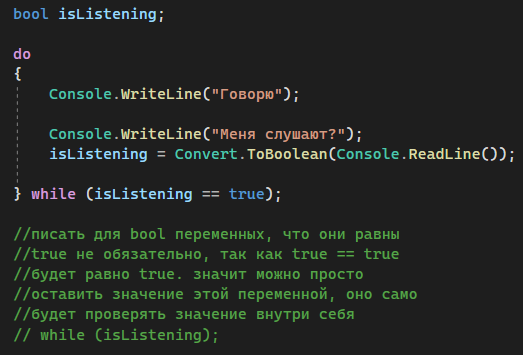 bool isListening;
do
{
Console.WriteLine("Говорю");
Console.WriteLine("Меня слушают?");
isListening = Convert.ToBoolean(Console.ReadLine());
} while (isListening == true);
//писать для bool переменных, что они равны
//true не обязательно, так как true == true
//будет равно true. значит можно просто
//оставить значение этой переменной, оно само
//будет проверять значение внутри себя
// while (isListening);